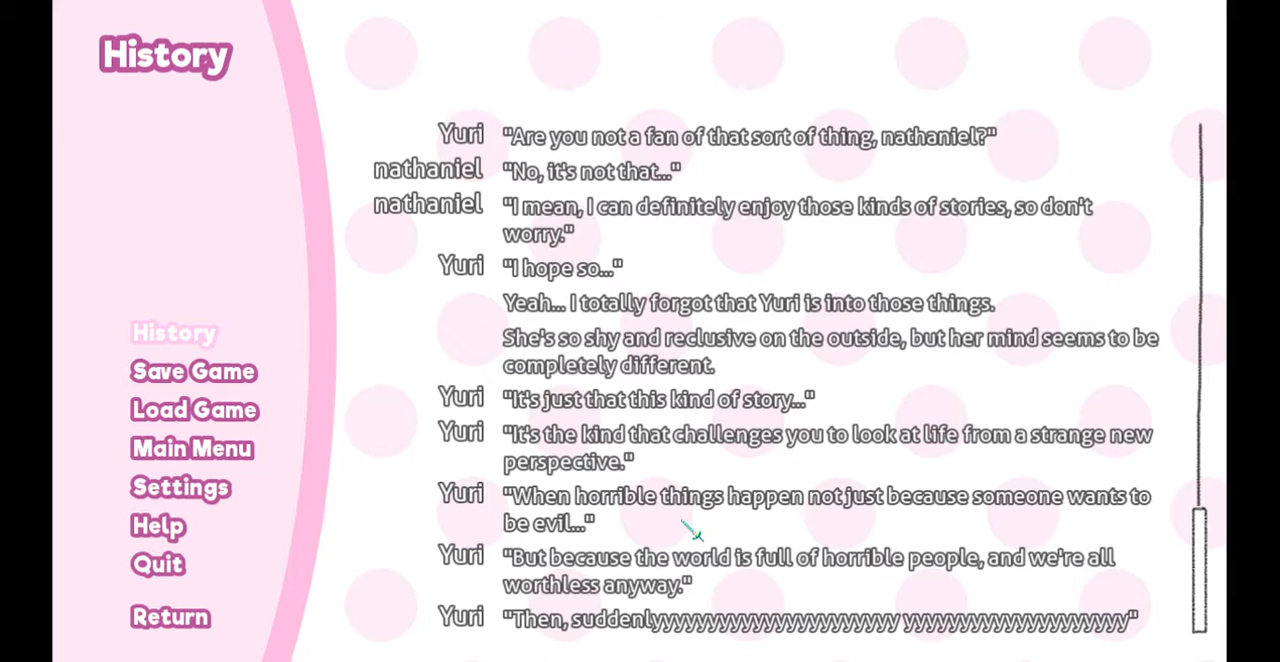 History
Yuri "Are you not a fan of that sort of thing, nathaniel?"
nathaniel "No, it's not that..."
nathaniel "I mean, I can definitely enjoy those kinds of stories, so don't
worry."
Yuri "I hope so..."
Yeah... I totally forgot that Yuri is into those things.
She's so shy and reclusive on the outside, but her mind seems to be
completely different.
Yuri "It's just that this kind of story..."
Yuri "It's the kind that challenges you to look at life from a strange new
perspective."
Yuri "When horrible things happen not just because someone wants to
be evil..."
Yuri "But because the world is full of horrible people, and we're all
worthless anyway."
Yuri "Then, suddenlyyyyyyyyyyyyyyyyyyyyyyy yyyyyyyyyyyyyyyyyyyyy"
History
Save Game
Load Game
Main Menu
Settings
Help
Quit
Return